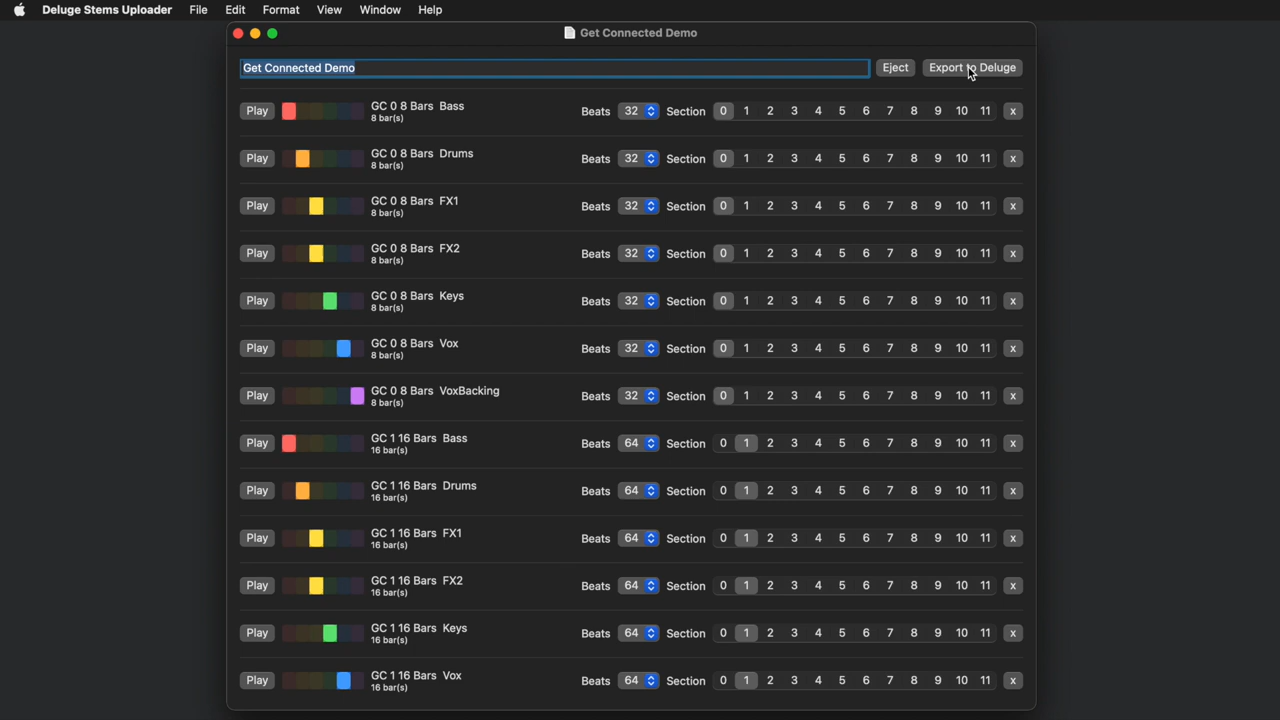 Deluge Stems Uploader File Edit Format View Window Help
Get Connected Demo
Get Connected Demo Eject Export to Deluge
Play GC 0 8 Bars Bass Beats 32 Section 0 1 2 3 4 5 6 7 8 9 10 11 x
8 bar(s)
Play GC 0 8 Bars Drums Beats 32 Section 0 1 2 3 4 5 6 7 8 9 10 11 x
8 bar(s)
Play GC 0 8 Bars FX1 Beats 32 Section 0 1 2 3 4 5 6 7 8 9 10 11 x
8 bar(s)
Play GC 0 8 Bars FX2 Beats 32 Section 0 1 2 3 4 5 6 7 8 9 10 11 x
8 bar(s)
Play GC 0 8 Bars Keys Beats 32 Section 0 1 2 3 4 5 6 7 8 9 10 11 x
8 bar(s)
Play GC 0 8 Bars Vox Beats 32 Section 0 1 2 3 4 5 6 7 8 9 10 11 x
8 bar(s)
Play GC 0 8 Bars VoxBacking Beats 32 Section 0 1 2 3 4 5 6 7 8 9 10 11 x
8 bar(s)
Play GC 1 16 Bars Bass Beats 64 Section 0 1 2 3 4 5 6 7 8 9 10 11 x
16 bar(s)
Play GC 1 16 Bars Drums Beats 64 Section 0 1 2 3 4 5 6 7 8 9 10 11 x
16 bar(s)
Play GC 1 16 Bars FX1 Beats 64 Section 0 1 2 3 4 5 6 7 8 9 10 11 x
16 bar(s)
Play GC 1 16 Bars FX2 Beats 64 Section 0 1 2 3 4 5 6 7 8 9 10 11 x
16 bar(s)
Play GC 1 16 Bars Keys Beats 64 Section 0 1 2 3 4 5 6 7 8 9 10 11 x
16 bar(s)
Play GC 1 16 Bars Vox Beats 64 Section 0 1 2 3 4 5 6 7 8 9 10 11 x
16 bar(s)